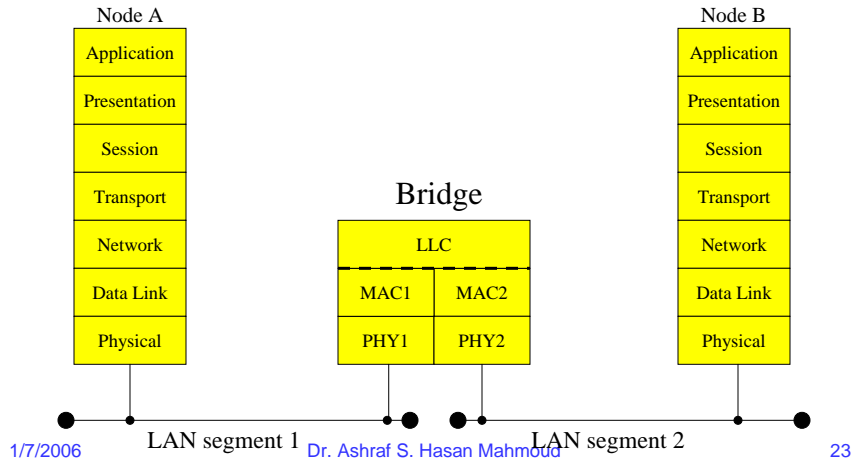 Node A
Application
Presentation
Session
Transport
Network
Data Link
Physical
Bridge
LLC
MAC1 MAC2
PHY1 PHY2
Node B
Application
Presentation
Session
Transport
Network
Data Link
Physical
LAN segment 1
LAN segment 2
1/7/2006 Dr. Ashraf S. Hasan Mahmoud 23